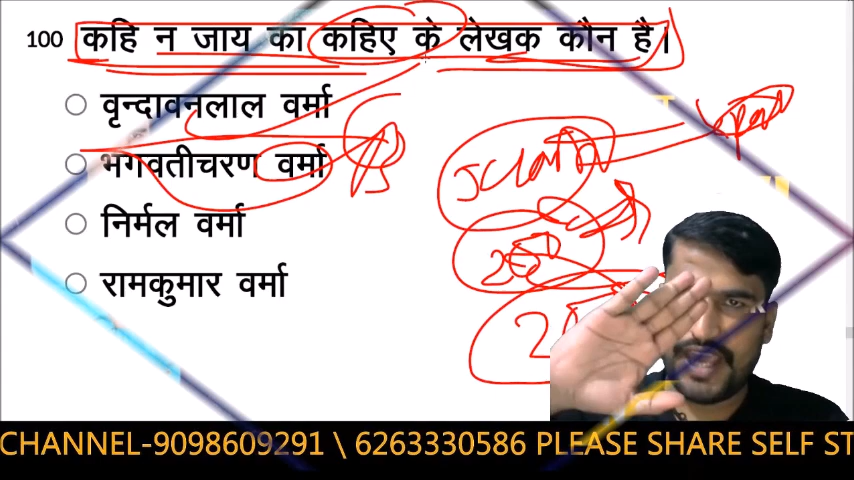 100 कहि न जाय का कहिए के लेखक कौन है।
वृन्दावनलाल वर्मा
भगवतीचरण वर्मा
B
निर्मल वर्मा
रामकुमार वर्मा
CHANNEL-9098609291 \ 6263330586 PLEASE SHARE SELF ST